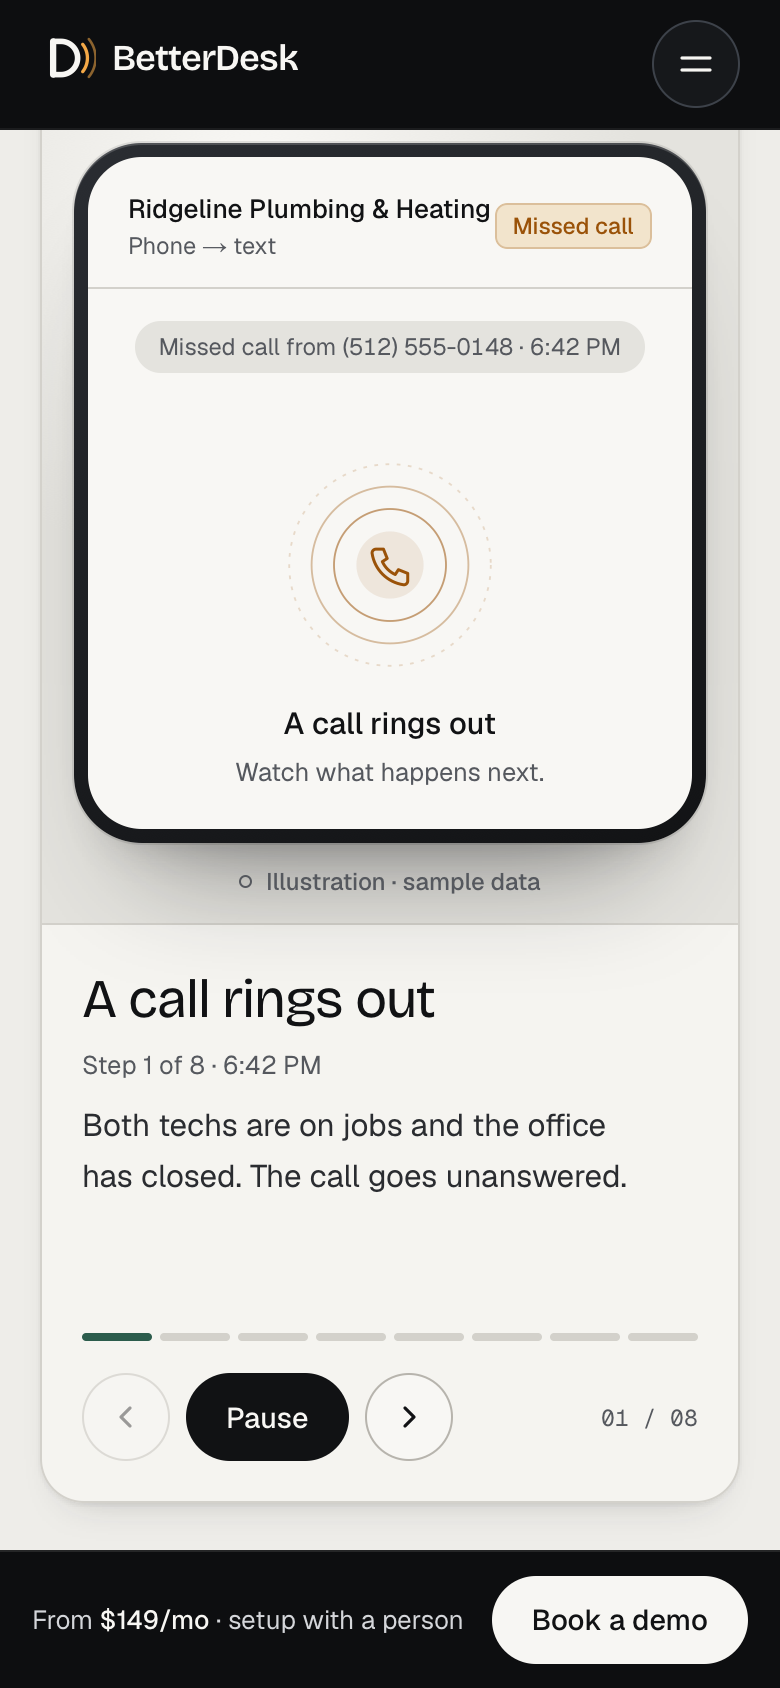 BetterDesk
Ridgeline Plumbing & Heating
Missed call
Phone → text
Missed call from (512) 555-0148 · 6:42 PM
A call rings out
Watch what happens next.
Illustration · sample data
A call rings out
Step 1 of 8 · 6:42 PM
Both techs are on jobs and the office
has closed. The call goes unanswered.
Pause
01 / 08
From $149/mo · setup with a person
Book a demo